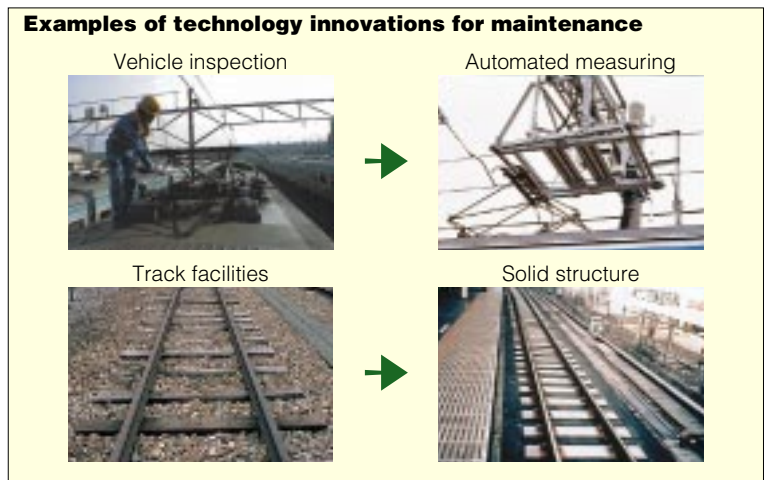 Examples of technology innovations for maintenance
Vehicle inspection
Automated measuring
Track facilities
Solid structure